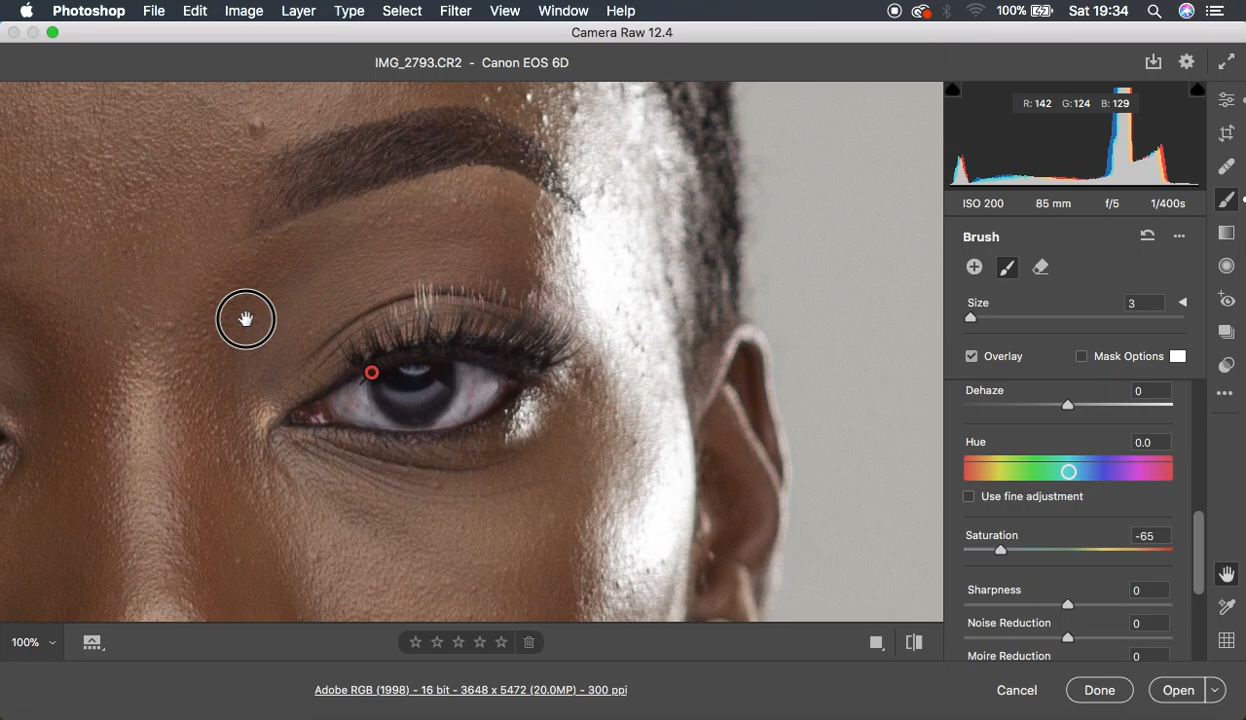 Photoshop File Edit Image Layer Type Select Filter View Window Help 100% Sat 19:34
Camera Raw 12.4
IMG_2793.CR2 - Canon EOS 6D
R: 142 G: 124 B: 129
ISO 200 85 mm f/5 1/400s
Brush
Size 3
Overlay Mask Options
Dehaze 0
Hue 0.0
Use fine adjustment
Saturation -65
Sharpness 0
Noise Reduction 0
Moire Reduction 0
100%
Adobe RGB (1998) - 16 bit - 3648 x 5472 (20.0MP) - 300 ppi
Cancel Done Open